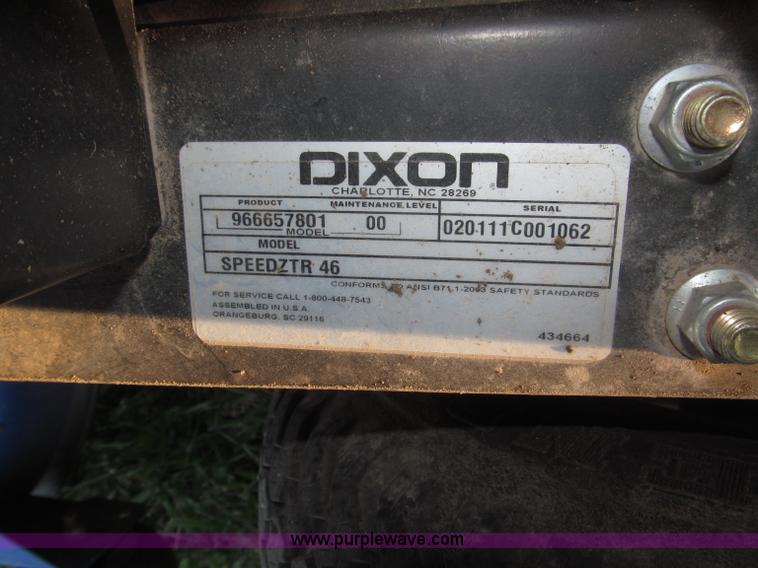 DIXON
CHARLOTTE, NC 28269
PRODUCT MAINTENANCE LEVEL SERIAL
966657801 00 020111C001062
MODEL
MODEL
SPEEDZTR 46
CONFORMS TO ANSI B71.1-2003 SAFETY STANDARDS
FOR SERVICE CALL 1-800-448-7543
ASSEMBLED IN U.S.A.
ORANGEBURG, SC 29116
434664
www.purplewave.com